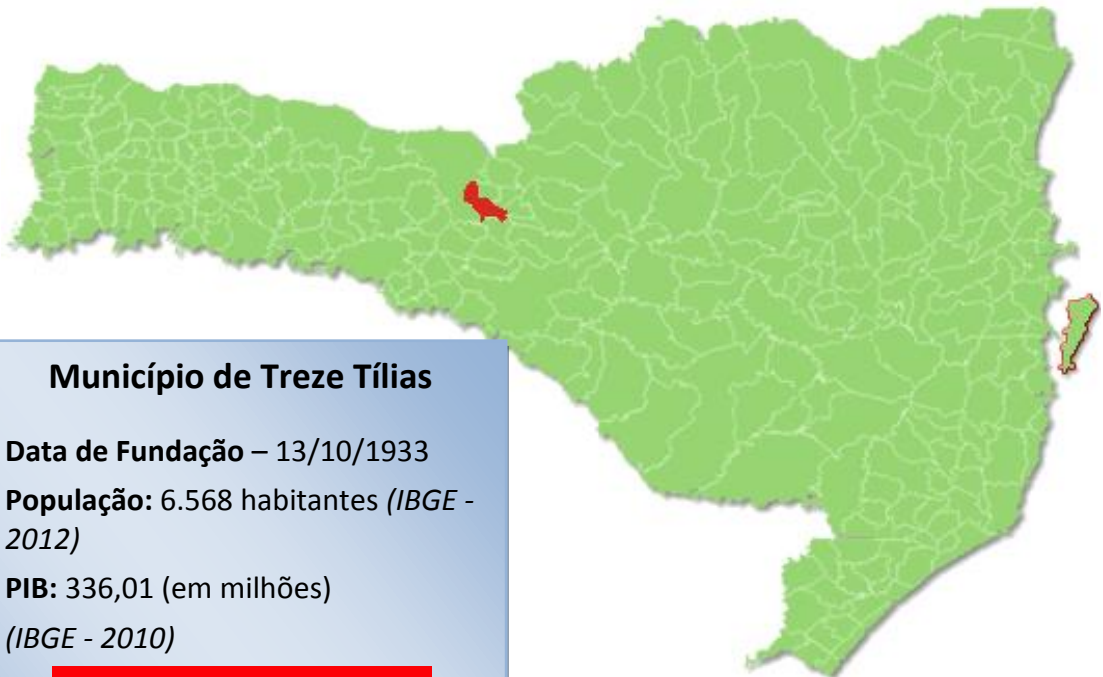 Município de Treze Tílias
Data de Fundação – 13/10/1933
População: 6.568 habitantes (IBGE -
2012)
PIB: 336,01 (em milhões)
(IBGE - 2010)